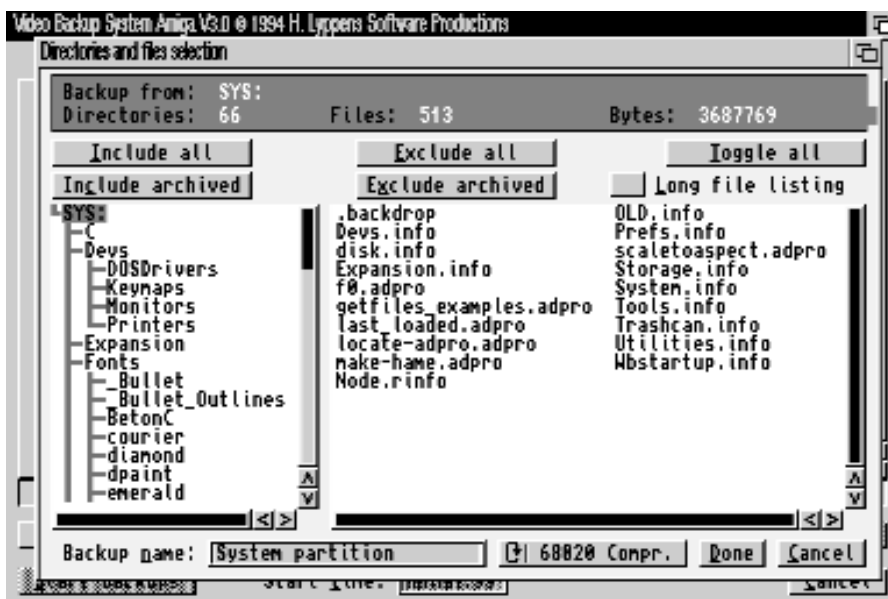 Video Backup System Amiga V3.0 © 1994 H. Lyppens Software Productions
Directories and files selection
Backup from: SYS:
Directories: 66 Files: 513 Bytes: 3687769
Include all Exclude all Toggle all
Include archived Exclude archived Long file listing
SYS:
C
Devs
DOSDrivers
Keymaps
Monitors
Printers
Expansion
Fonts
_Bullet
_Bullet_Outlines
BetonC
courier
diamond
dpaint
emerald
.backdrop
Devs.info
disk.info
Expansion.info
f0.adpro
getfiles_examples.adpro
last_loaded.adpro
locate-adpro.adpro
make-hame.adpro
Node.rinfo
OLD.info
Prefs.info
scaletoaspect.adpro
Storage.info
System.info
Tools.info
Trashcan.info
Utilities.info
Wbstartup.info
Backup name: System partition 68020 Compr. Done Cancel
Cancel